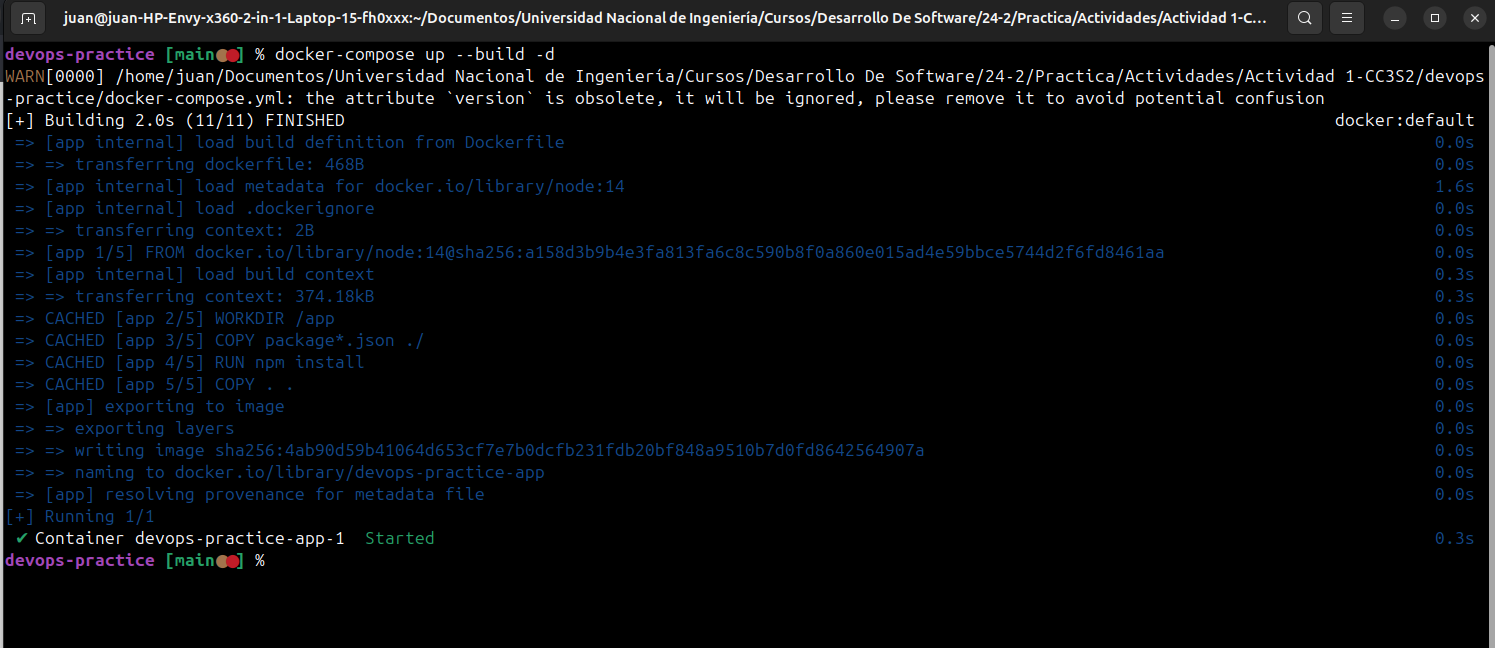 juan@juan-HP-Envy-x360-2-in-1-Laptop-15-fh0xxx:~/Documentos/Universidad Nacional de Ingeniería/Cursos/Desarrollo De Software/24-2/Practica/Actividades/Actividad 1-C...
devops-practice [main] % docker-compose up --build -d
WARN[0000] /home/juan/Documentos/Universidad Nacional de Ingeniería/Cursos/Desarrollo De Software/24-2/Practica/Actividades/Actividad 1-CC3S2/devops
-practice/docker-compose.yml: the attribute `version` is obsolete, it will be ignored, please remove it to avoid potential confusion
[+] Building 2.0s (11/11) FINISHED docker:default
=> [app internal] load build definition from Dockerfile 0.0s
=> => transferring dockerfile: 468B 0.0s
=> [app internal] load metadata for docker.io/library/node:14 1.6s
=> [app internal] load .dockerignore 0.0s
=> => transferring context: 2B 0.0s
=> [app 1/5] FROM docker.io/library/node:14@sha256:a158d3b9b4e3fa813fa6c8c590b8f0a860e015ad4e59bbce5744d2f6fd8461aa 0.0s
=> [app internal] load build context 0.3s
=> => transferring context: 374.18kB 0.3s
=> CACHED [app 2/5] WORKDIR /app 0.0s
=> CACHED [app 3/5] COPY package*.json ./ 0.0s
=> CACHED [app 4/5] RUN npm install 0.0s
=> CACHED [app 5/5] COPY . . 0.0s
=> [app] exporting to image 0.0s
=> => exporting layers 0.0s
=> => writing image sha256:4ab90d59b41064d653cf7e7b0dcfb231fdb20bf848a9510b7d0fd8642564907a 0.0s
=> => naming to docker.io/library/devops-practice-app 0.0s
=> [app] resolving provenance for metadata file 0.0s
[+] Running 1/1
✔ Container devops-practice-app-1 Started 0.3s
devops-practice [main] %